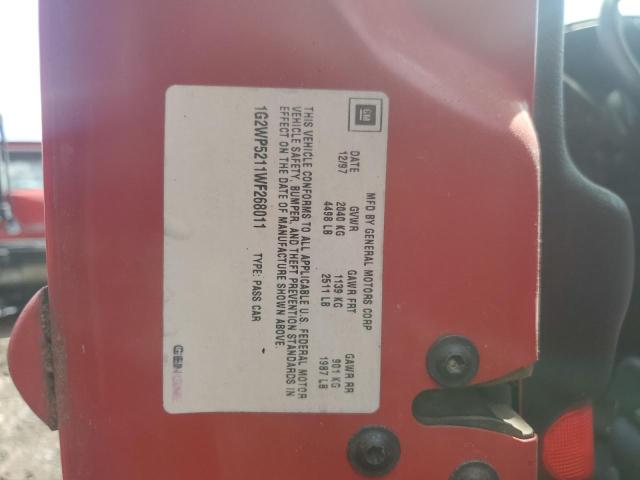 GM
MFD BY GENERAL MOTORS CORP
DATE GVWR GAWR FRT GAWR RR
12/97 2040 KG 1139 KG 901 KG
4498 LB 2511 LB 1987 LB
THIS VEHICLE CONFORMS TO ALL APPLICABLE U.S. FEDERAL MOTOR
VEHICLE SAFETY, BUMPER, AND THEFT PREVENTION STANDARDS IN
EFFECT ON THE DATE OF MANUFACTURE SHOWN ABOVE.
1G2WP5211WF268011 TYPE: PASS CAR